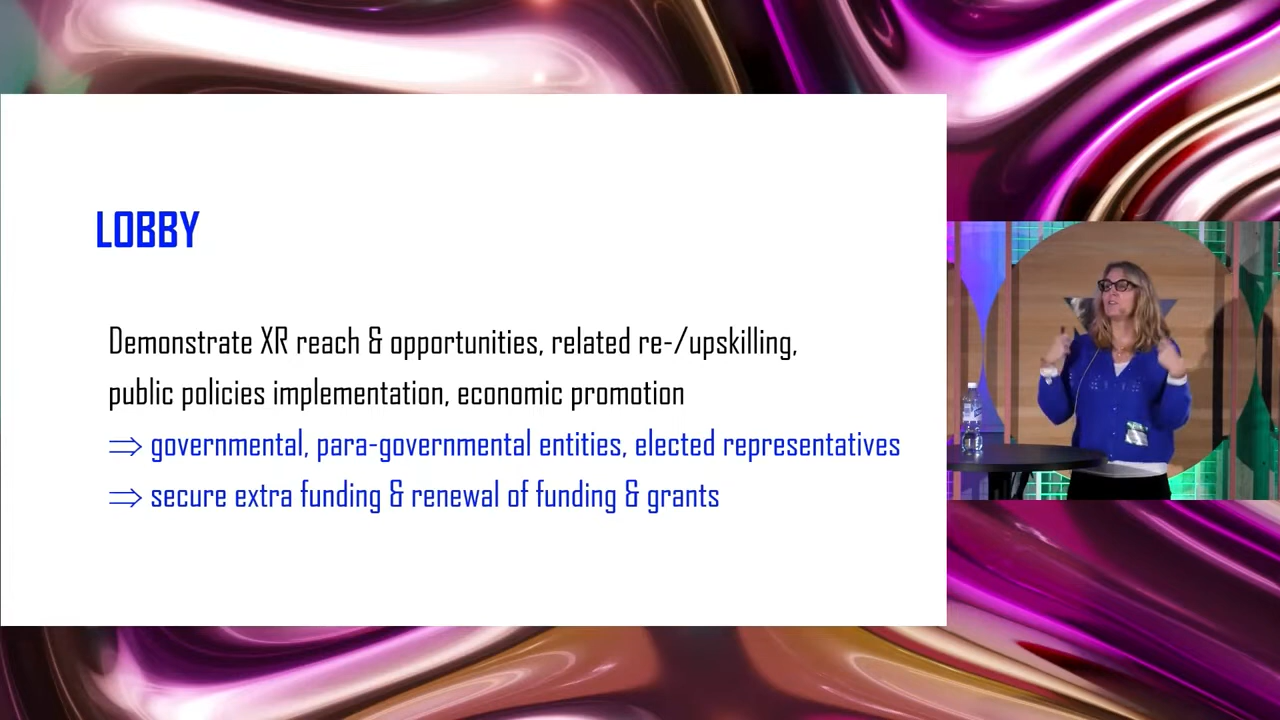 LOBBY
Demonstrate XR reach & opportunities, related re-/upskilling,
public policies implementation, economic promotion
⇒ governmental, para-governmental entities, elected representatives
⇒ secure extra funding & renewal of funding & grants